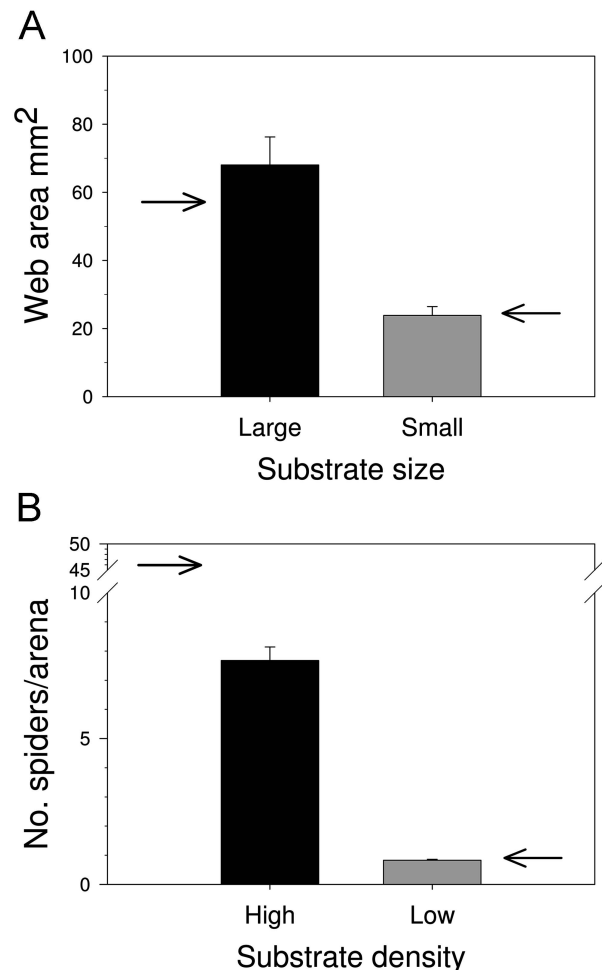 A
Web area mm²
100
80
60
40
20
0
Large Small
Substrate size
B
No. spiders/arena
50
45
10
5
0
High Low
Substrate density